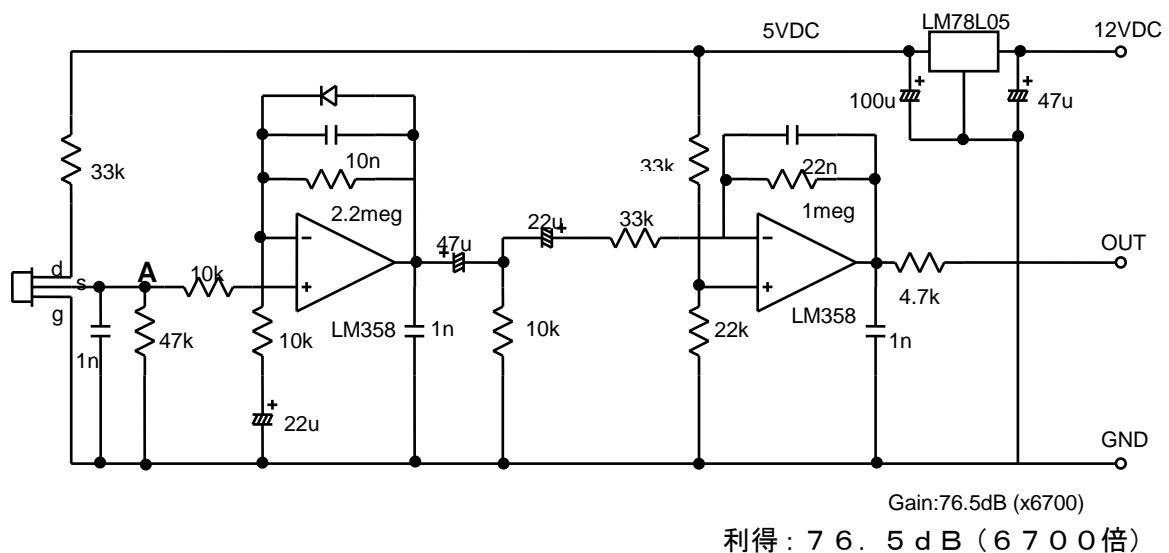 LM78L05
5VDC
12VDC
100u
47u
33k
10n
2.2meg
33k
22n
1meg
22u
33k
47u
OUT
d
s
g
A
10k
LM358
LM358
4.7k
1n
47k
10k
1n
10k
22k
1n
22u
GND
Gain:76.5dB (x6700)
利得:76.5dB(6700倍)